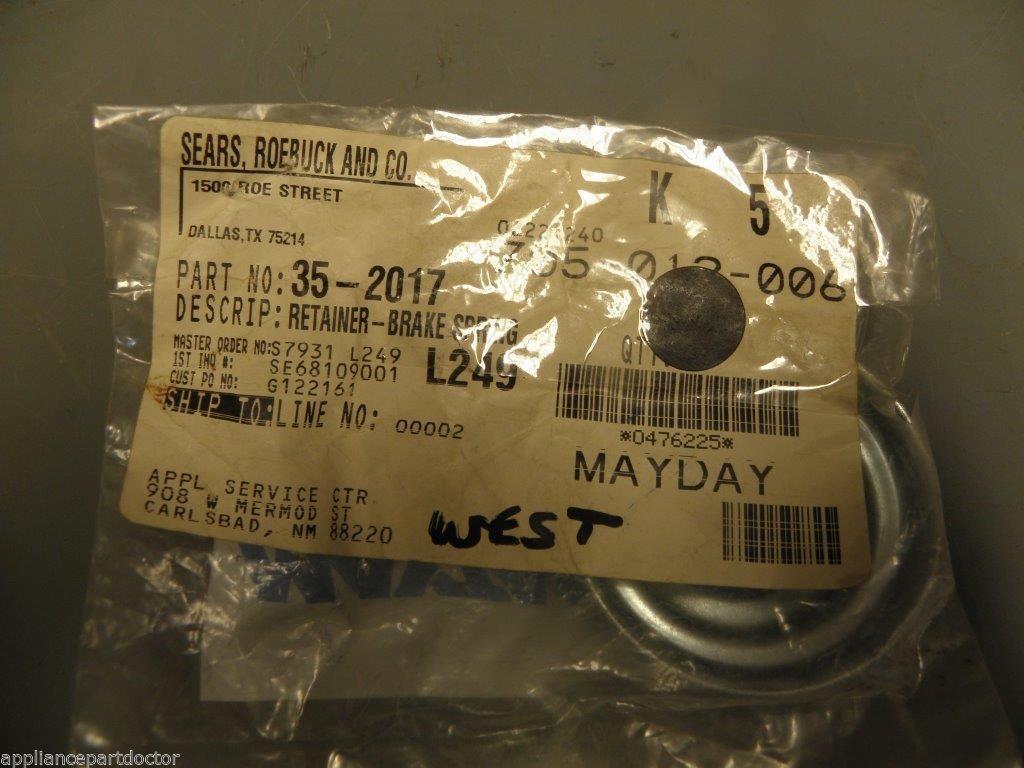 SEARS, ROEBUCK AND CO.
ROE STREET
DALLAS, TX 75214
K 5
PART NO: 35-2017
DESCRIP: RETAINER-BRAKE SPRING
MASTER ORDER NO: S7931 L249
1ST INQ #: SE68109001 L249
CUST PO NO: G122161
SHIP TO: LINE NO: 00002
*0476225*
MAYDAY
APPL SERVICE CTR
908 W MERMOD ST
CARLSBAD, NM 88220
WEST
appliancepartdoctor